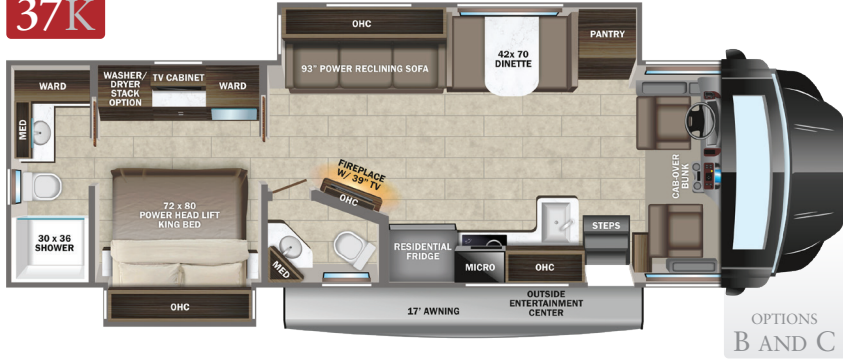 37K
OHC
93" POWER RECLINING SOFA
42x 70
DINETTE
PANTRY
WARD
WASHER/
DRYER
STACK
OPTION
TV CABINET
WARD
MED
72 x 80
POWER HEAD LIFT
KING BED
30 x 36
SHOWER
OHC
FIREPLACE
W/ 39" TV
OHC
MED
RESIDENTIAL
FRIDGE
MICRO
OHC
STEPS
CAB-OVER
BUNK
17' AWNING
OUTSIDE
ENTERTAINMENT
CENTER
OPTIONS
B AND C